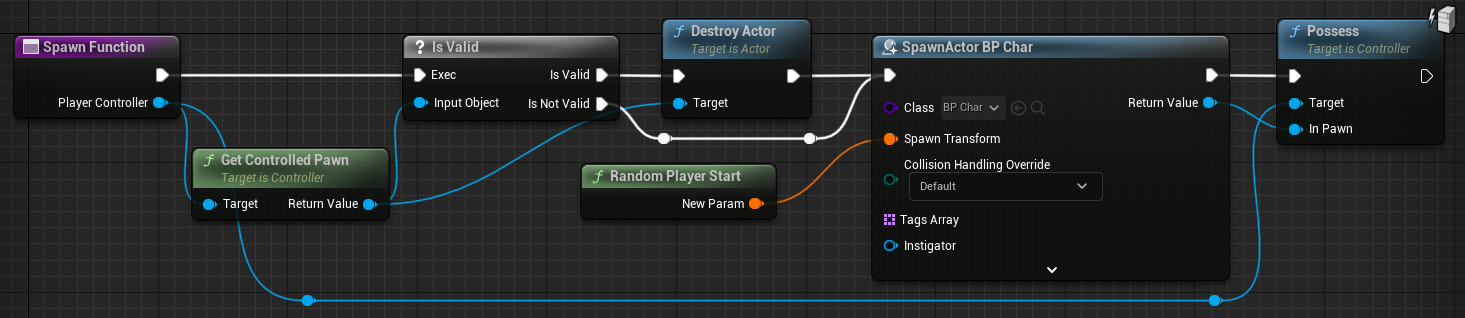 Spawn Function
Player Controller
Get Controlled Pawn
Target is Controller
Target Return Value
? Is Valid
Exec Is Valid
Input Object Is Not Valid
f Destroy Actor
Target is Actor
Target
f Random Player Start
New Param
SpawnActor BP Char
Class BP Char
Return Value
Spawn Transform
Collision Handling Override
Default
Tags Array
Instigator
f Possess
Target is Controller
Target
In Pawn